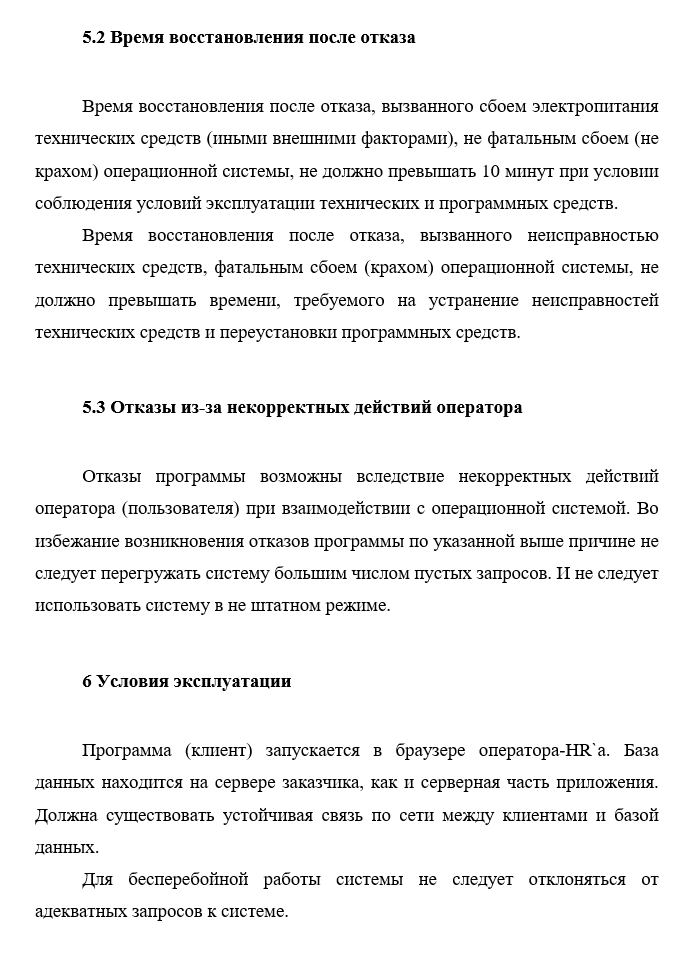 5.2 Время восстановления после отказа
Время восстановления после отказа, вызванного сбоем электропитания
технических средств (иными внешними факторами), не фатальным сбоем (не
крахом) операционной системы, не должно превышать 10 минут при условии
соблюдения условий эксплуатации технических и программных средств.
Время восстановления после отказа, вызванного неисправностью
технических средств, фатальным сбоем (крахом) операционной системы, не
должно превышать времени, требуемого на устранение неисправностей
технических средств и переустановки программных средств.
5.3 Отказы из-за некорректных действий оператора
Отказы программы возможны вследствие некорректных действий
оператора (пользователя) при взаимодействии с операционной системой. Во
избежание возникновения отказов программы по указанной выше причине не
следует перегружать систему большим числом пустых запросов. И не следует
использовать систему в не штатном режиме.
6 Условия эксплуатации
Программа (клиент) запускается в браузере оператора-HR`а. База
данных находится на сервере заказчика, как и серверная часть приложения.
Должна существовать устойчивая связь по сети между клиентами и базой
данных.
Для бесперебойной работы системы не следует отклоняться от
адекватных запросов к системе.